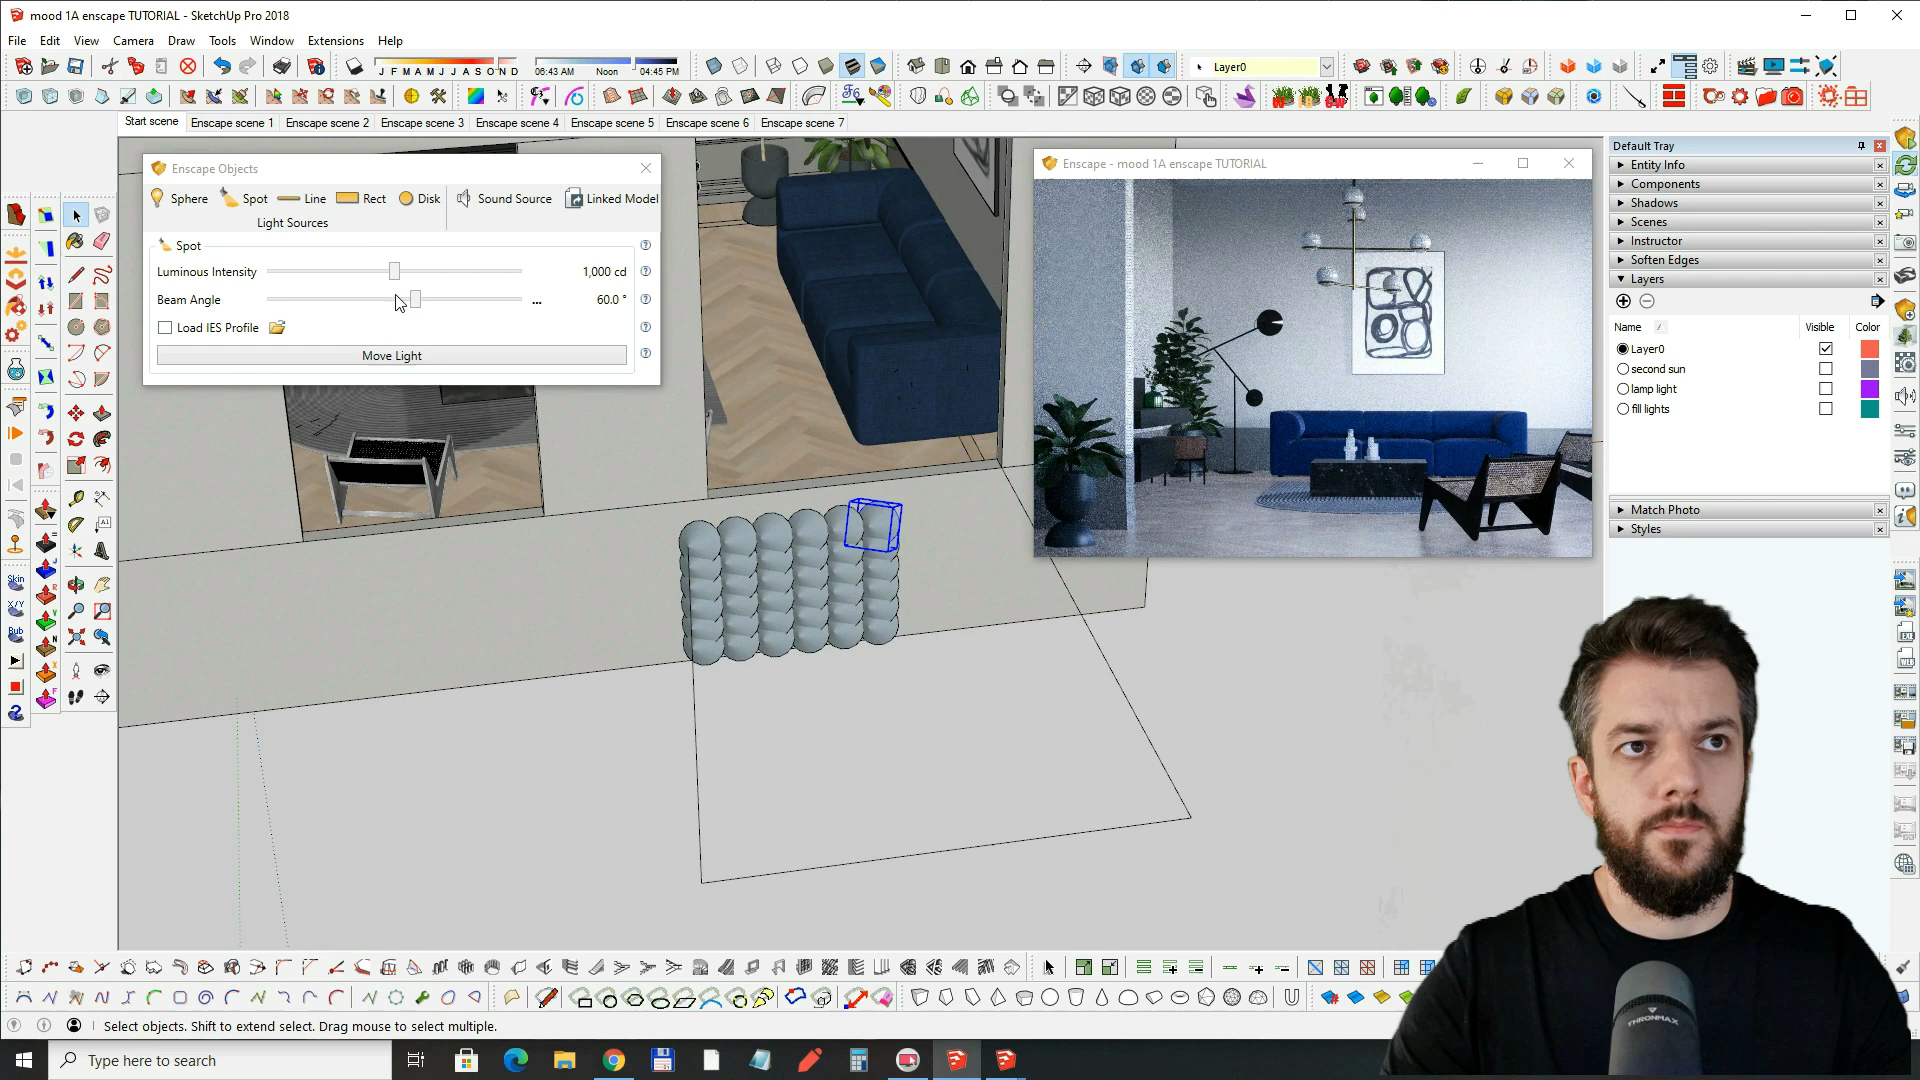 mood 1A enscape TUTORIAL - SketchUp Pro 2018
File Edit View Camera Draw Tools Window Extensions Help
J F M A M J J A S O N D 06:43 AM Noon 04:45 PM Layer0
Start scene Enscape scene 1 Enscape scene 2 Enscape scene 3 Enscape scene 4 Enscape scene 5 Enscape scene 6 Enscape scene 7
Enscape Objects
Sphere Spot Line Rect Disk Sound Source Linked Model
Light Sources
Spot
Luminous Intensity 1,000 cd
Beam Angle ... 60.0 °
Load IES Profile
Move Light
Enscape - mood 1A enscape TUTORIAL
Default Tray
Entity Info
Components
Shadows
Scenes
Instructor
Soften Edges
Layers
Name Visible Color
Layer0
second sun
lamp light
fill lights
Match Photo
Styles
Skin
X/Y
Bub
THRONMAX
Select objects. Shift to extend select. Drag mouse to select multiple.
Type here to search